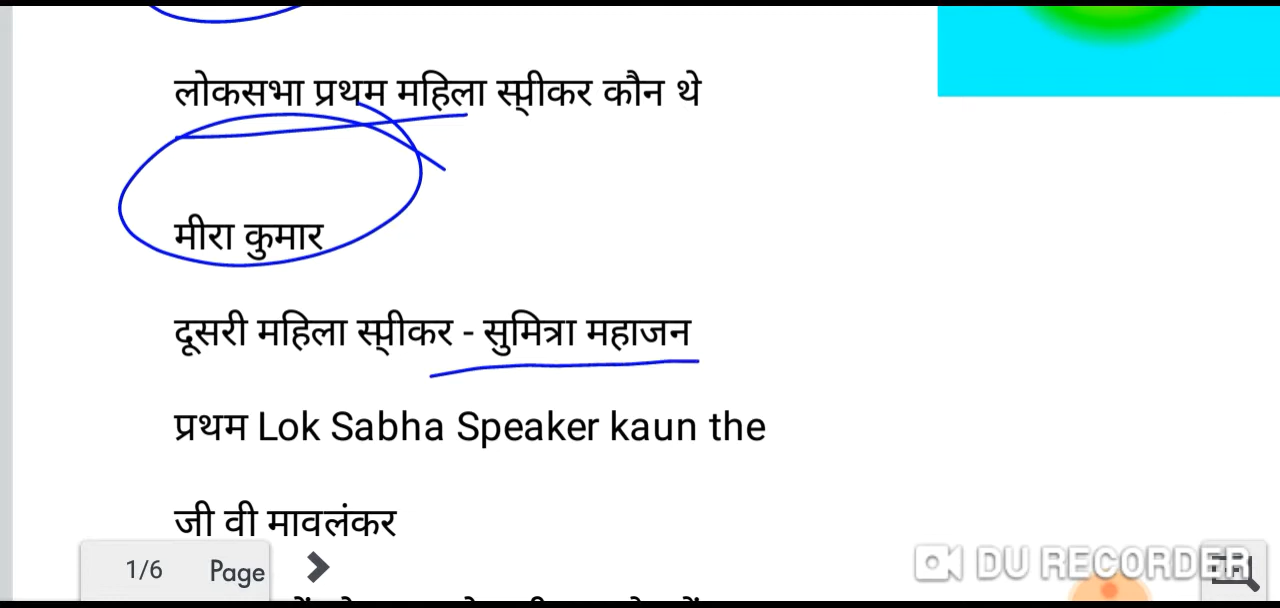 लोकसभा प्रथम महिला स्पीकर कौन थे
मीरा कुमार
दूसरी महिला स्पीकर - सुमित्रा महाजन
प्रथम Lok Sabha Speaker kaun the
जी वी मावलंकर
1/6 Page
DU RECORDER